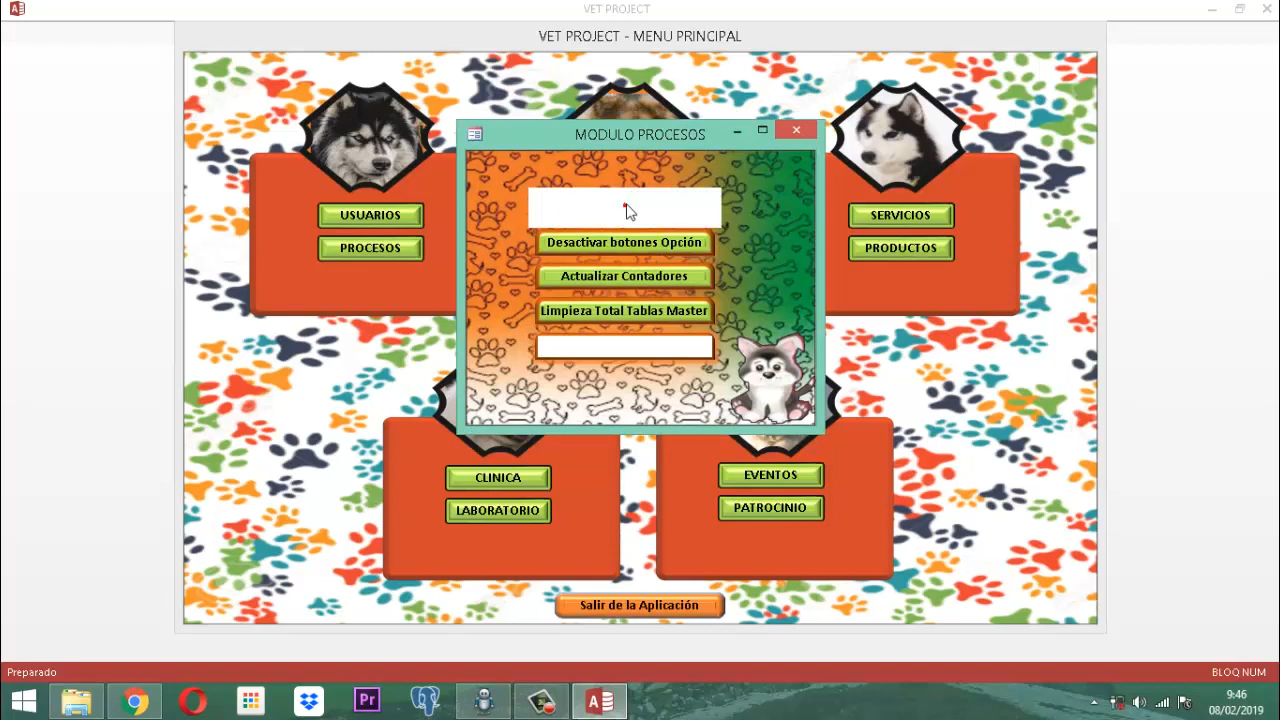 VET PROJECT
VET PROJECT - MENU PRINCIPAL
MODULO PROCESOS
USUARIOS
PROCESOS
Desactivar botones Opción
Actualizar Contadores
Limpieza Total Tablas Master
SERVICIOS
PRODUCTOS
CLINICA
LABORATORIO
EVENTOS
PATROCINIO
Salir de la Aplicación
Preparado
BLOQ NUM
Pr
9:46
08/02/2019